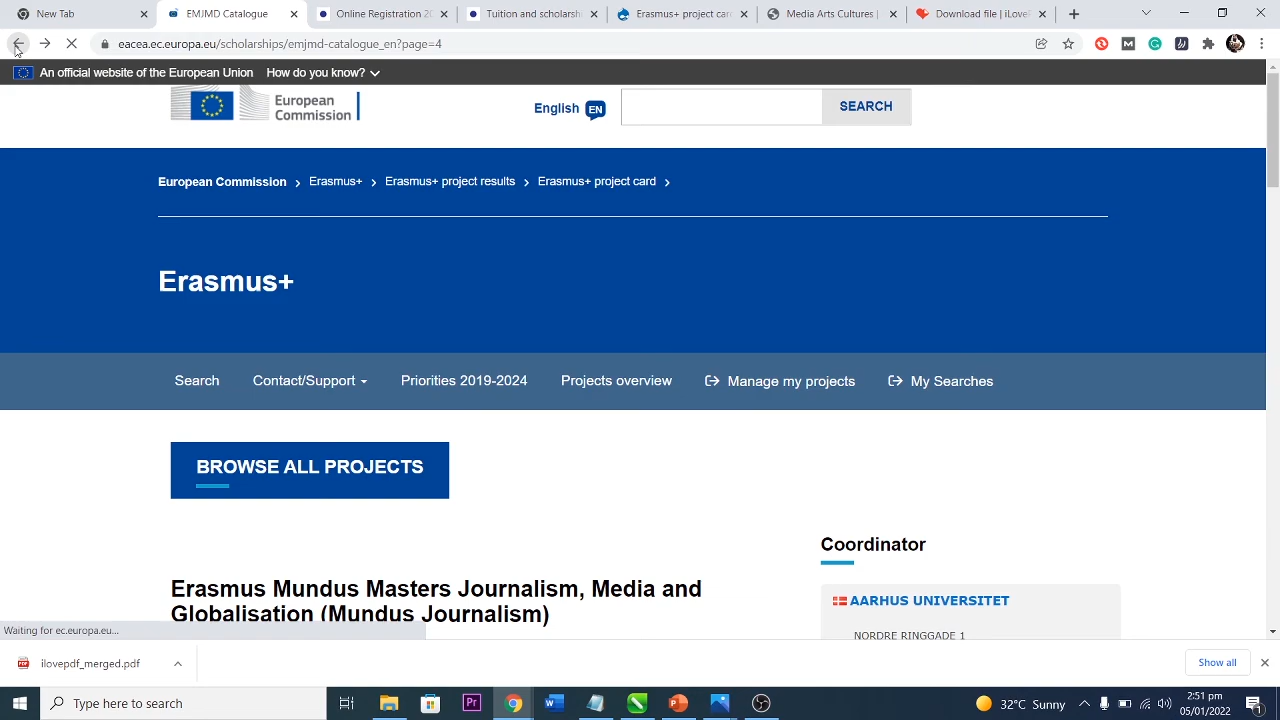 New Tab
EMJMD Catalogue
Online Registration 20
Tuition and scholarsh
Erasmus+ project card
Media Arts Cultures
Download file | iLoveP
eacea.ec.europa.eu/scholarships/emjmd-catalogue_en?page=4
An official website of the European Union How do you know?
European
Commission
English EN
SEARCH
European Commission Erasmus+ Erasmus+ project results Erasmus+ project card
Erasmus+
Search Contact/Support Priorities 2019-2024 Projects overview Manage my projects My Searches
BROWSE ALL PROJECTS
Coordinator
Erasmus Mundus Masters Journalism, Media and
Globalisation (Mundus Journalism)
AARHUS UNIVERSITET
NORDRE RINGGADE 1
Waiting for ec.europa.eu...
ilovepdf_merged.pdf
Show all
Type here to search
32°C Sunny
2:51 pm
05/01/2022